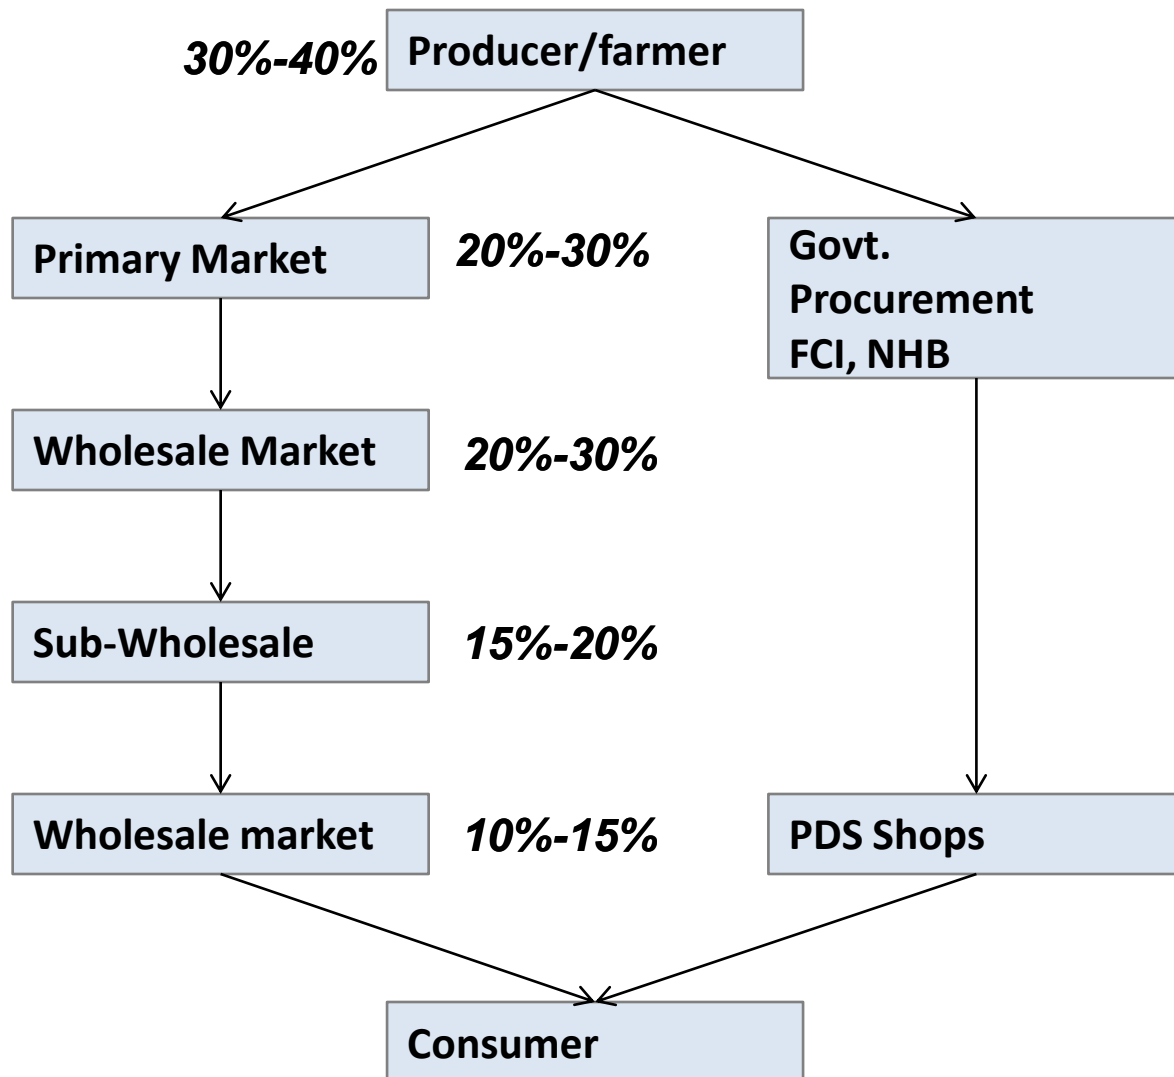 30%-40%
Producer/farmer
Primary Market
20%-30%
Govt.
Procurement
FCI, NHB
Wholesale Market
20%-30%
Sub-Wholesale
15%-20%
Wholesale market
10%-15%
PDS Shops
Consumer